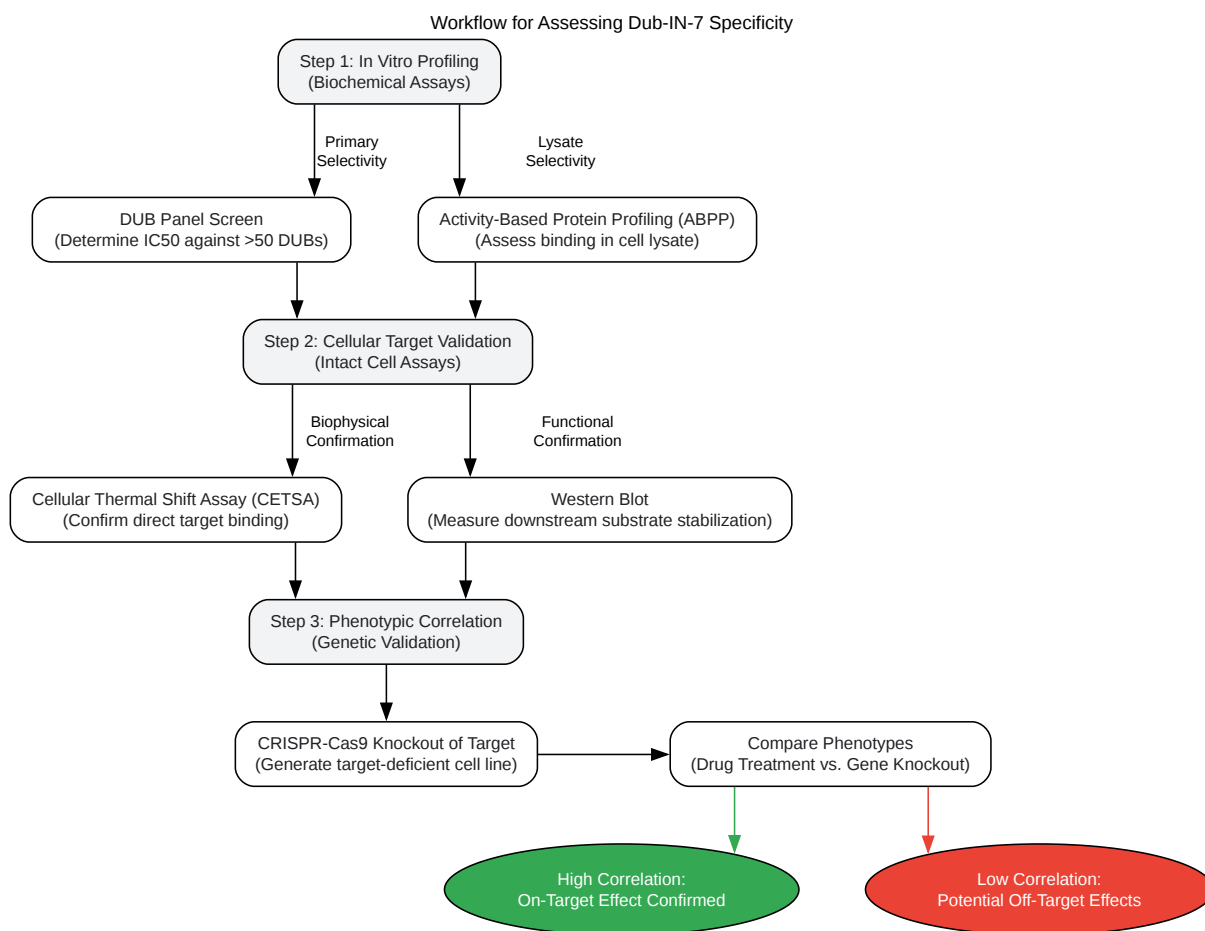 Workflow for Assessing Dub-IN-7 Specificity
Step 1: In Vitro Profiling
(Biochemical Assays)
Primary
Selectivity
Lysate
Selectivity
DUB Panel Screen
(Determine IC50 against >50 DUBs)
Activity-Based Protein Profiling (ABPP)
(Assess binding in cell lysate)
Step 2: Cellular Target Validation
(Intact Cell Assays)
Biophysical
Confirmation
Functional
Confirmation
Cellular Thermal Shift Assay (CETSA)
(Confirm direct target binding)
Western Blot
(Measure downstream substrate stabilization)
Step 3: Phenotypic Correlation
(Genetic Validation)
CRISPR-Cas9 Knockout of Target
(Generate target-deficient cell line)
Compare Phenotypes
(Drug Treatment vs. Gene Knockout)
High Correlation:
On-Target Effect Confirmed
Low Correlation:
Potential Off-Target Effects